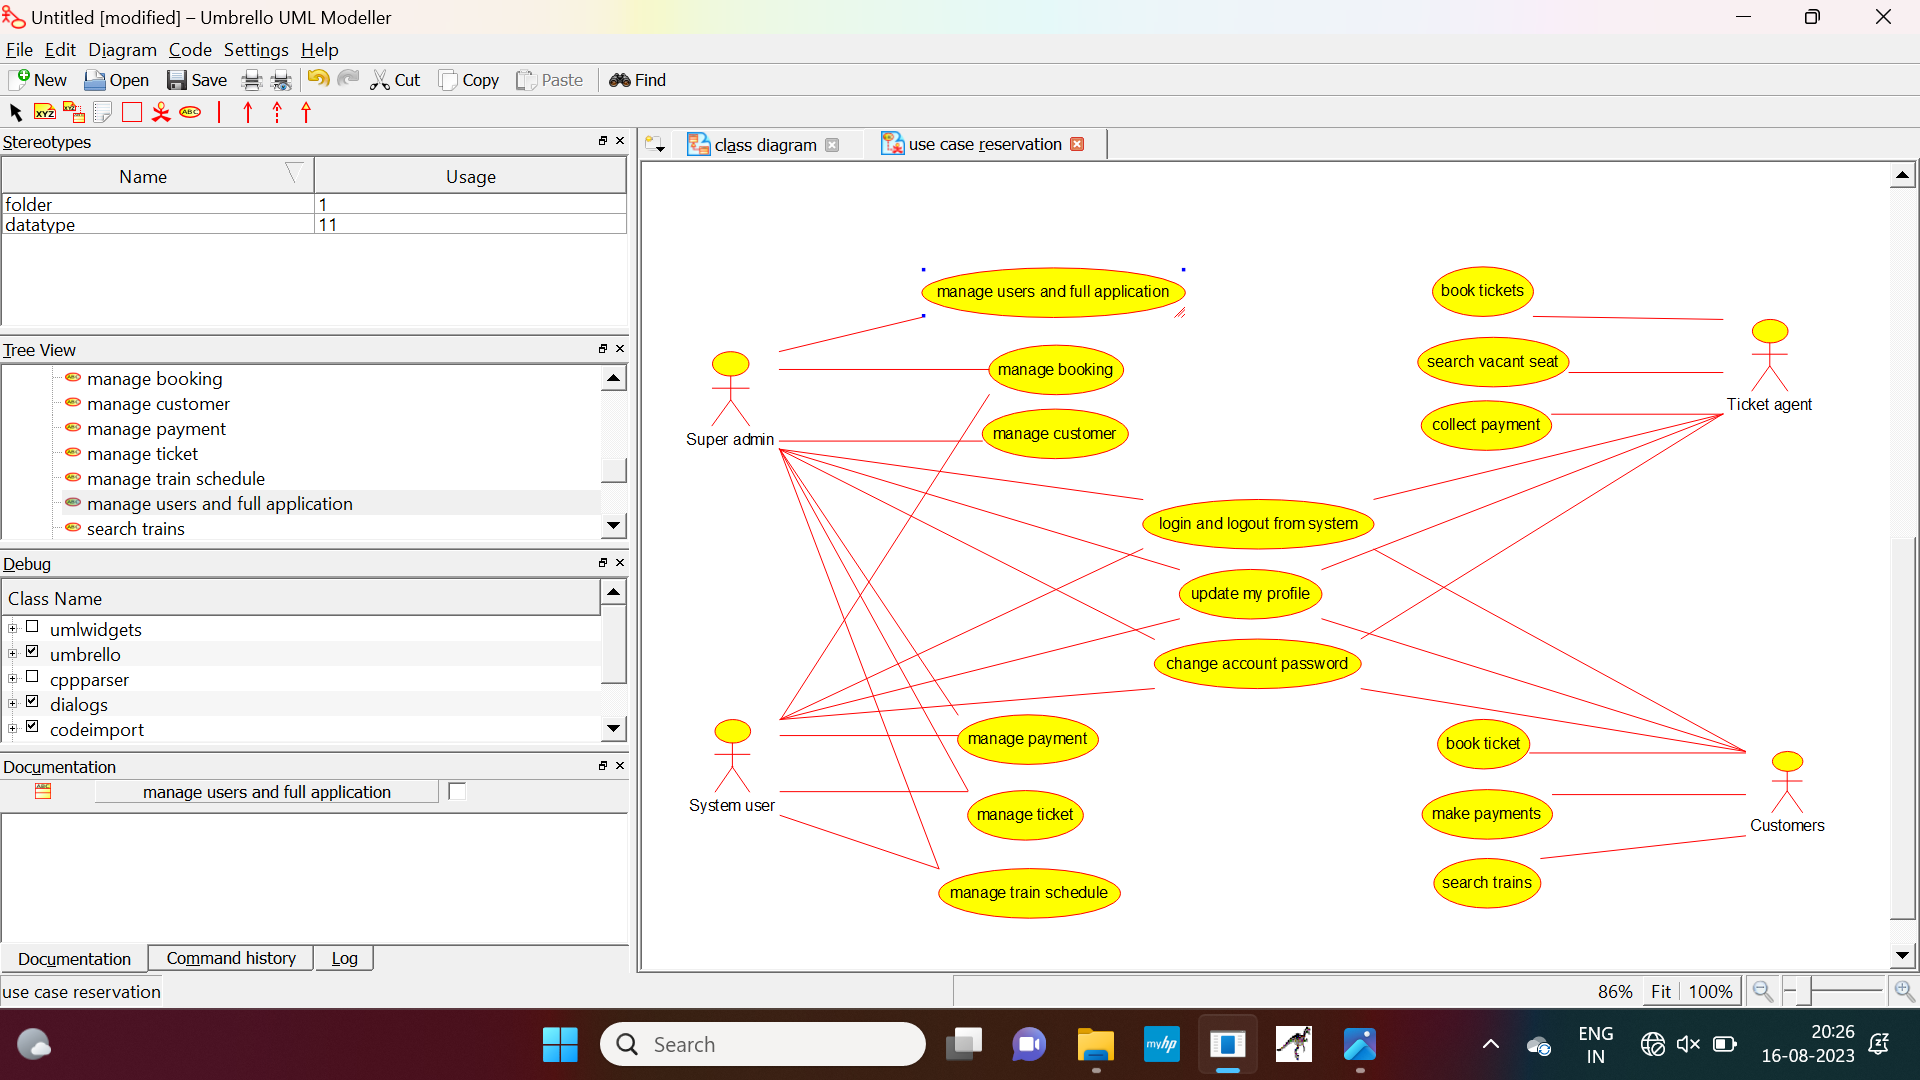 Untitled [modified] – Umbrello UML Modeller
File Edit Diagram Code Settings Help
New Open Save Cut Copy Paste Find
XYZ XYZ ABC
Stereotypes
Name Usage
folder 1
datatype 11
Tree View
manage booking
manage customer
manage payment
manage ticket
manage train schedule
manage users and full application
search trains
Debug
Class Name
umlwidgets
umbrello
cppparser
dialogs
codeimport
Documentation
manage users and full application
Documentation Command history Log
use case reservation
class diagram
use case reservation
manage users and full application
book tickets
manage booking
search vacant seat
Ticket agent
manage customer
collect payment
Super admin
login and logout from system
update my profile
change account password
manage payment
book ticket
System user
manage ticket
make payments
Customers
manage train schedule
search trains
86% Fit 100%
Search
myhp
ENG
IN
20:26
16-08-2023